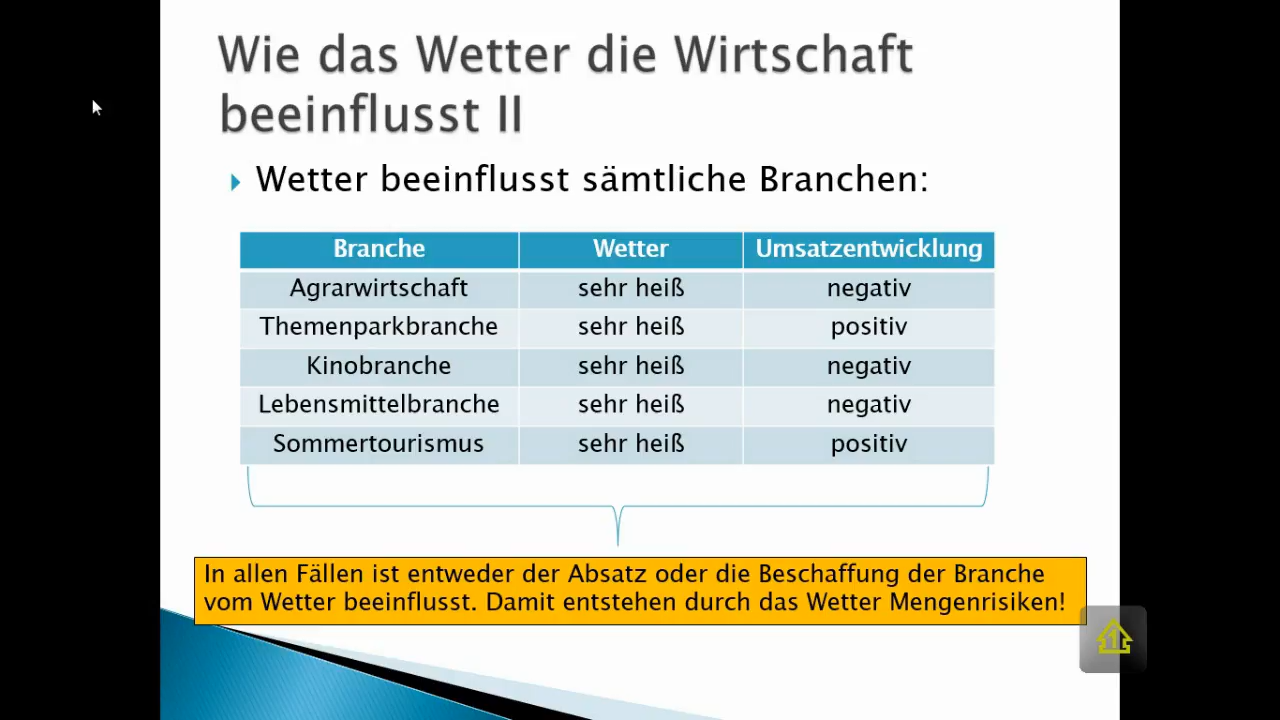 Wie das Wetter die Wirtschaft
beeinflusst II
Wetter beeinflusst sämtliche Branchen:
Branche Wetter Umsatzentwicklung
Agrarwirtschaft sehr heiß negativ
Themenparkbranche sehr heiß positiv
Kinobranche sehr heiß negativ
Lebensmittelbranche sehr heiß negativ
Sommertourismus sehr heiß positiv
In allen Fällen ist entweder der Absatz oder die Beschaffung der Branche
vom Wetter beeinflusst. Damit entstehen durch das Wetter Mengenrisiken!
1